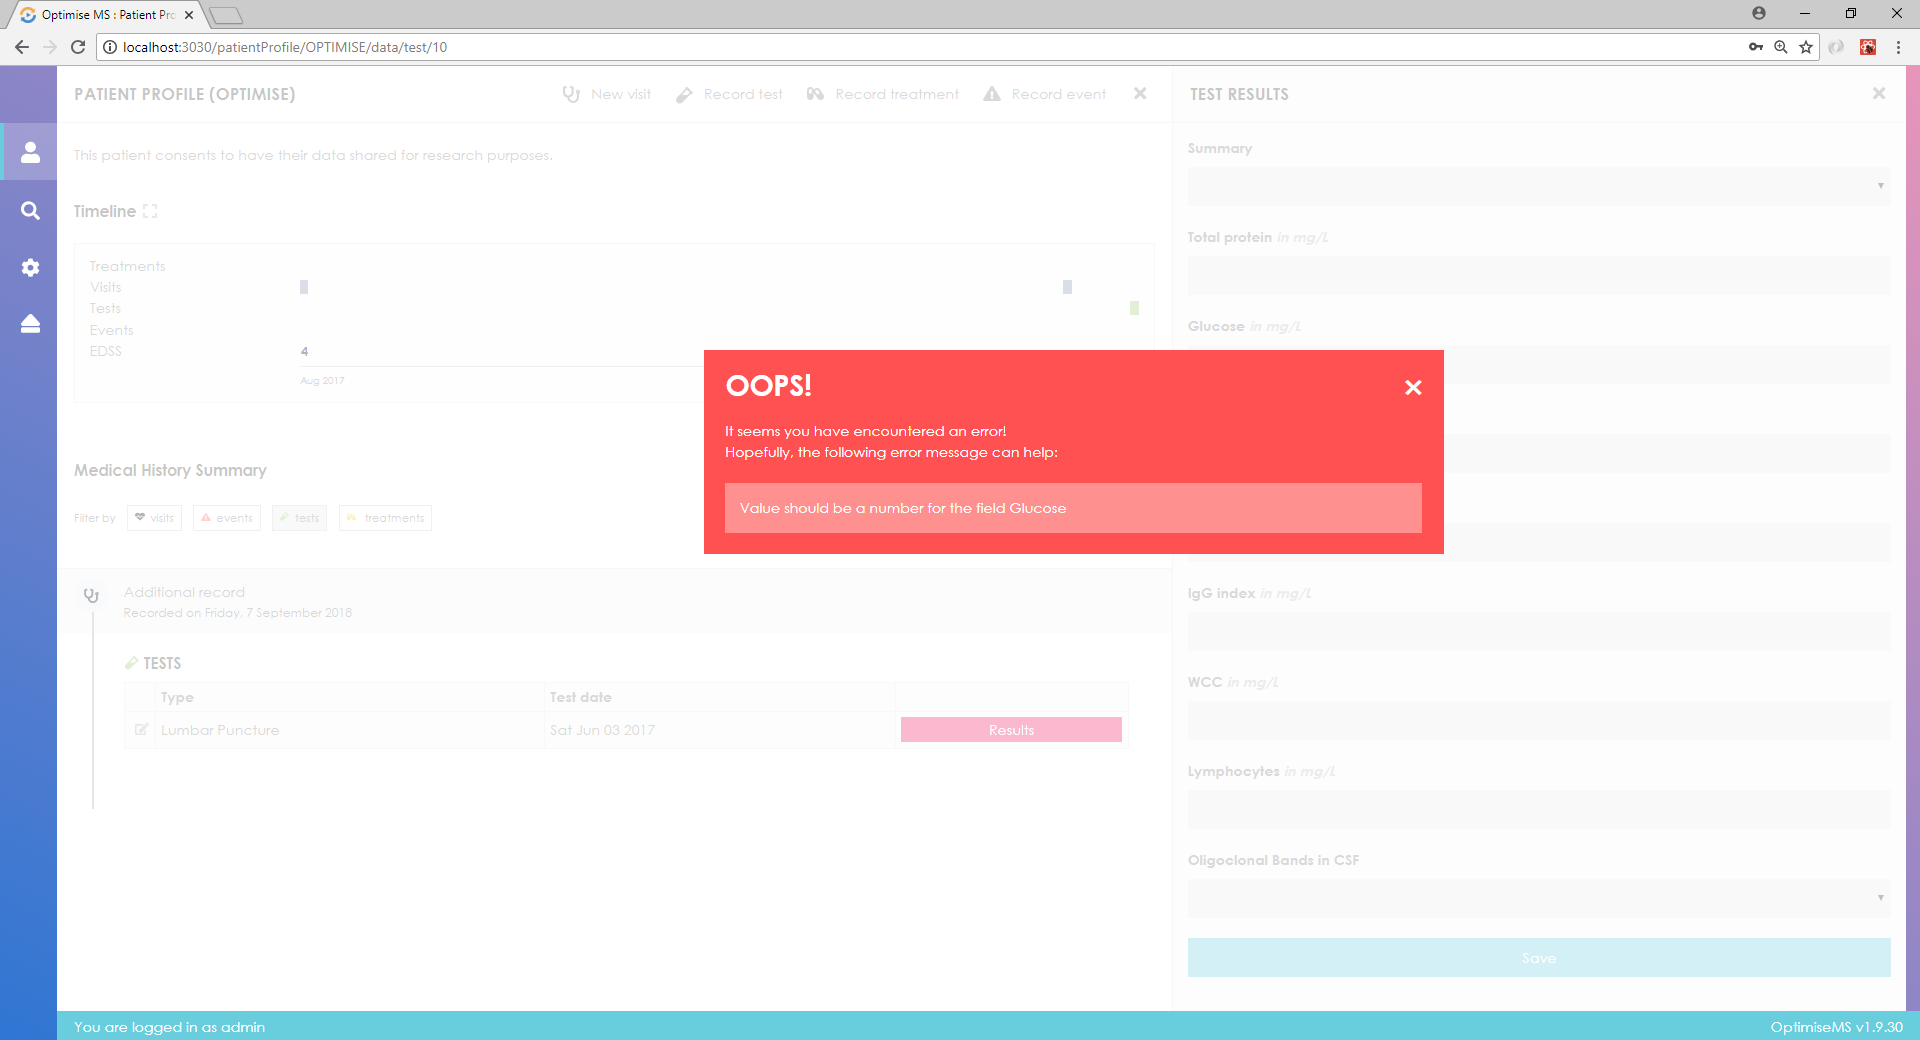 Optimise MS : Patient Pro
localhost:3030/patientProfile/OPTIMISE/data/test/10
PATIENT PROFILE (OPTIMISE)
New visit
Record test
Record treatment
Record event
This patient consents to have their data shared for research purposes.
Timeline
Treatments
Visits
Tests
Events
EDSS
4
Aug 2017
Medical History Summary
Filter by
visits
events
tests
treatments
Additional record
Recorded on Friday, 7 September 2018
TESTS
Type
Test date
Lumbar Puncture
Sat Jun 03 2017
Results
TEST RESULTS
Summary
Total protein in mg/L
Glucose in mg/L
OOPS!
It seems you have encountered an error!
Hopefully, the following error message can help:
Value should be a number for the field Glucose
IgG index in mg/L
WCC in mg/L
Lymphocytes in mg/L
Oligoclonal Bands in CSF
Save
You are logged in as admin
OptimiseMS v1.9.30